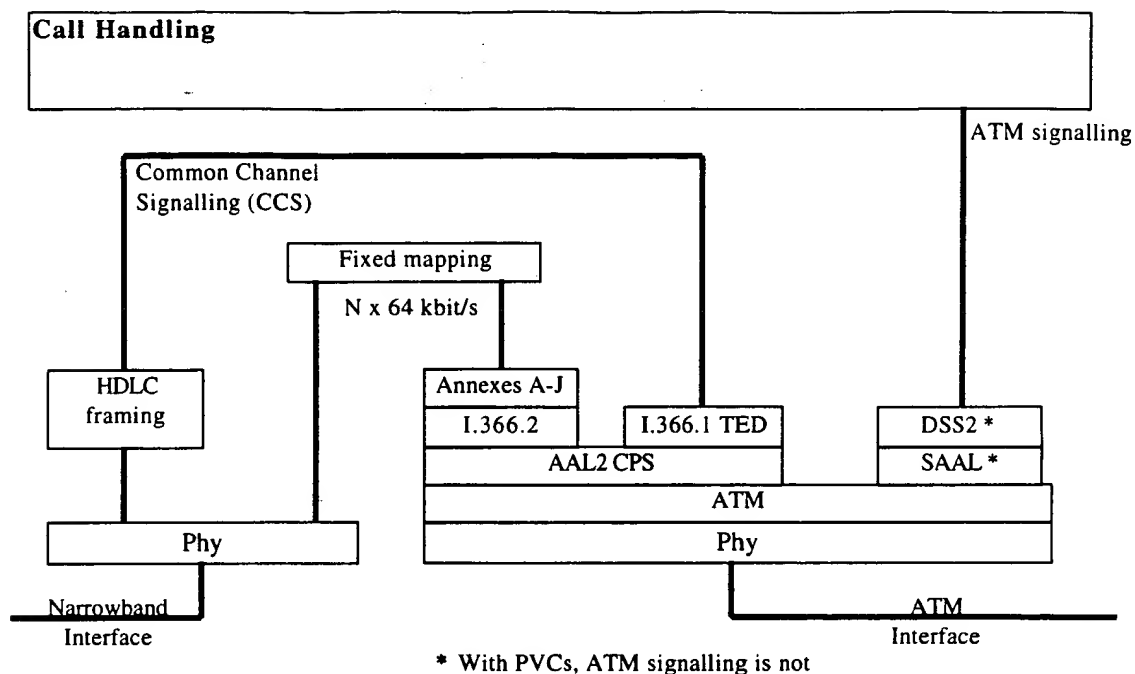 Call Handling
ATM signalling
Common Channel
Signalling (CCS)
Fixed mapping
N x 64 kbit/s
HDLC
framing
Annexes A-J
I.366.2
I.366.1 TED
DSS2 *
AAL2 CPS
SAAL *
ATM
Phy
Phy
Narrowband
Interface
ATM
Interface
* With PVCs, ATM signalling is not